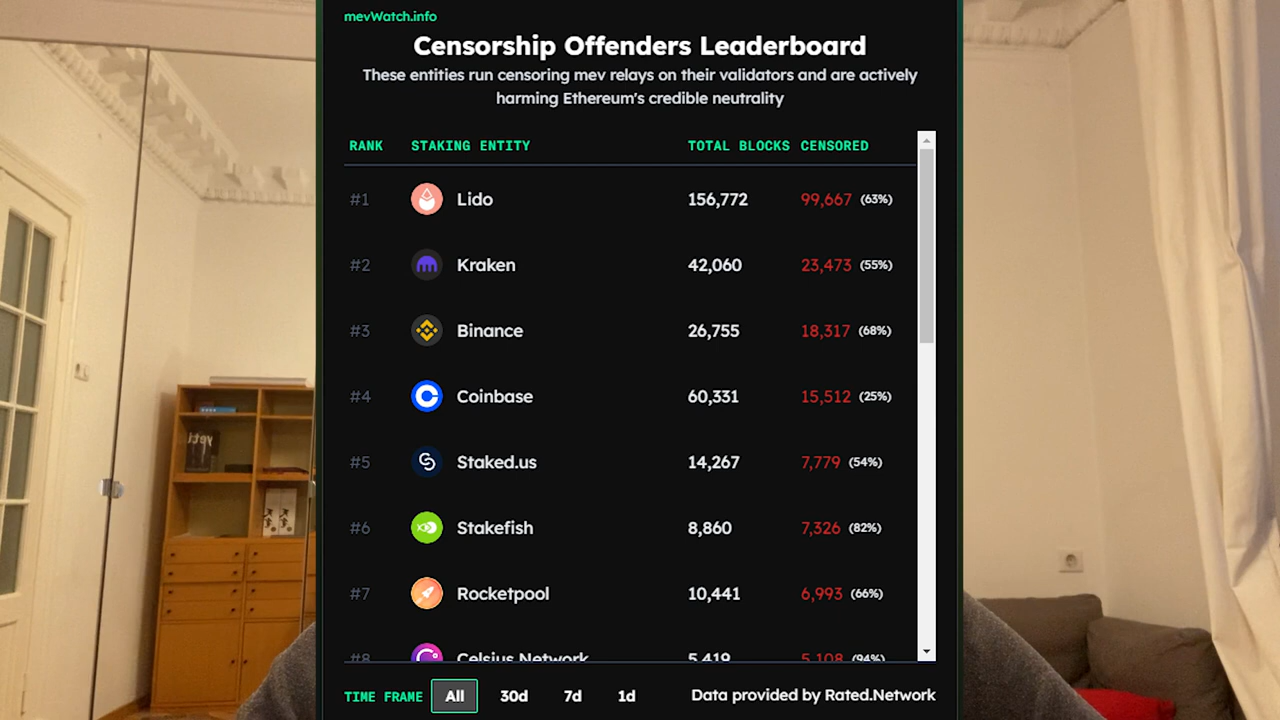 mevWatch.info
Censorship Offenders Leaderboard
These entities run censoring mev relays on their validators and are actively
harming Ethereum's credible neutrality
RANK STAKING ENTITY TOTAL BLOCKS CENSORED
#1 Lido 156,772 99,667 (63%)
#2 Kraken 42,060 23,473 (55%)
#3 Binance 26,755 18,317 (68%)
#4 Coinbase 60,331 15,512 (25%)
#5 Staked.us 14,267 7,779 (54%)
#6 Stakefish 8,860 7,326 (82%)
#7 Rocketpool 10,441 6,993 (66%)
#8 Celsius Network 5,419 5,108 (94%)
TIME FRAME All 30d 7d 1d Data provided by Rated.Network
yeti